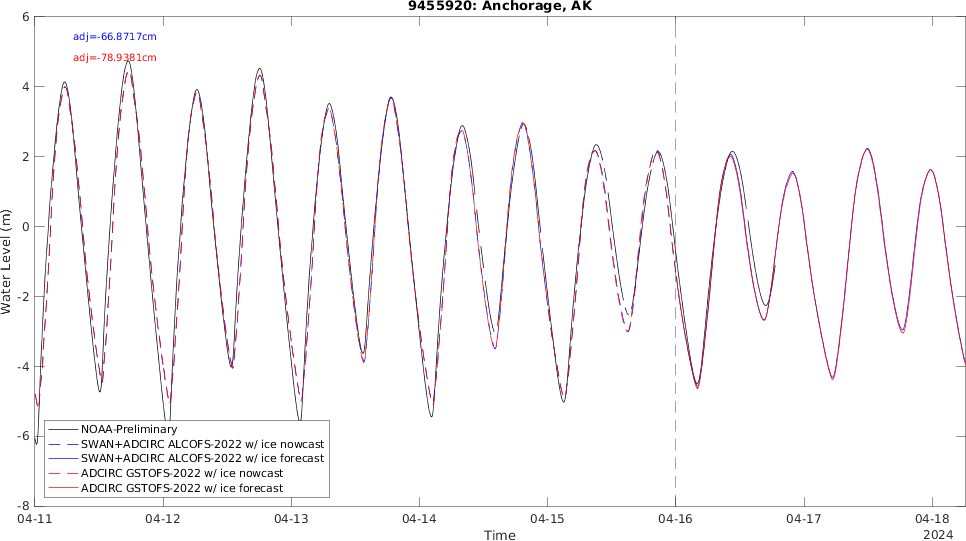 9455920: Anchorage, AK
adj=-66.8717cm
adj=-78.9381cm
Water Level (m)
6
4
2
0
-2
-4
-6
-8
NOAA-Preliminary
SWAN+ADCIRC ALCOFS-2022 w/ ice nowcast
SWAN+ADCIRC ALCOFS-2022 w/ ice forecast
ADCIRC GSTOFS-2022 w/ ice nowcast
ADCIRC GSTOFS-2022 w/ ice forecast
04-11 04-12 04-13 04-14 04-15 04-16 04-17 04-18
Time
2024